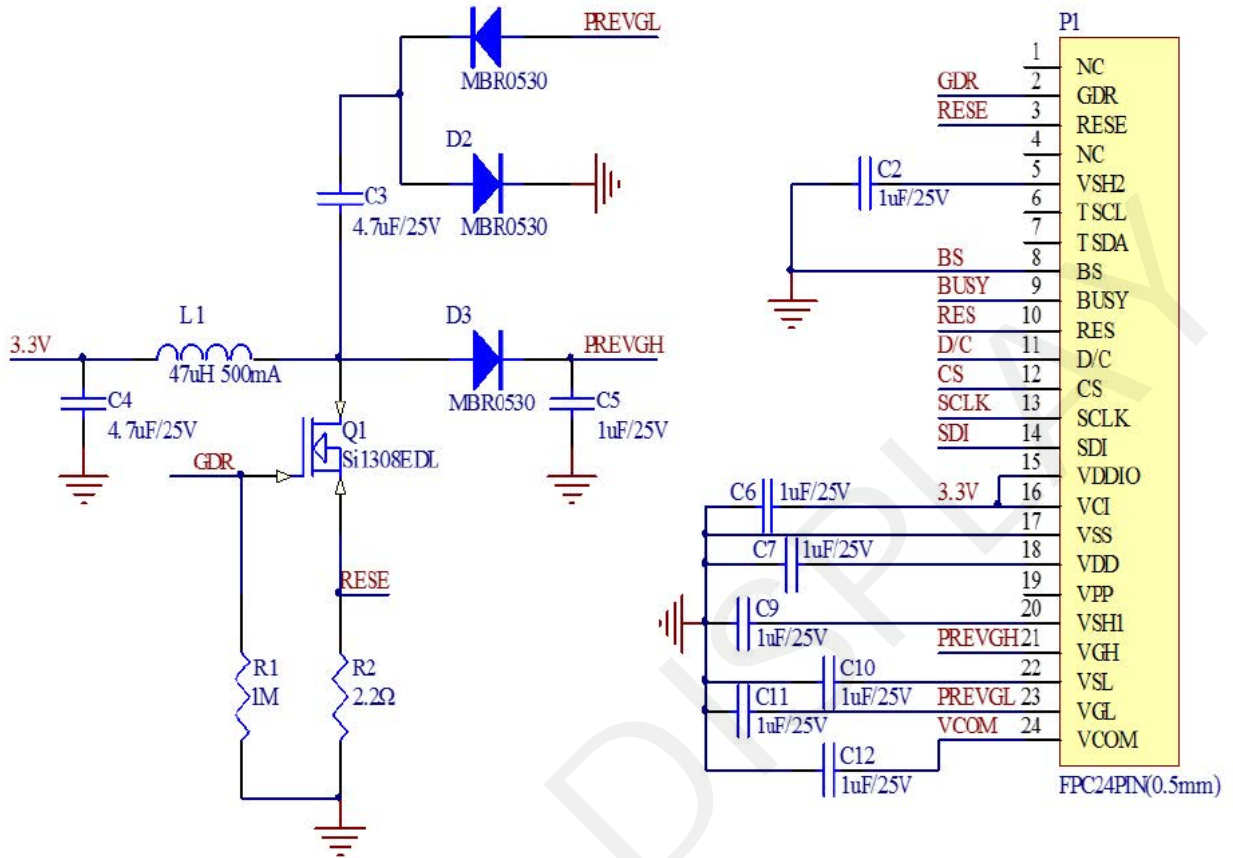 PREVGL
MBR0530
D2
MBR0530
C3
4.7uF/25V
L1
3.3V
47uH 500mA
D3
PREVGH
MBR0530
C4
4.7uF/25V
C5
1uF/25V
Q1
Si1308EDL
GDR
RESE
R1
1M
R2
2.2Ω
P1
1 NC
GDR 2 GDR
RESE 3 RESE
4 NC
C2
1uF/25V
5 VSH2
6 TSCL
7 TSDA
BS 8 BS
BUSY 9 BUSY
RES 10 RES
D/C 11 D/C
CS 12 CS
SCLK 13 SCLK
SDI 14 SDI
15 VDDIO
C6 1uF/25V 3.3V 16 VCI
17 VSS
C7 1uF/25V 18 VDD
19 VPP
C9
1uF/25V
20 VSH1
PREVGH 21 VGH
C10
1uF/25V
22 VSL
C11
1uF/25V
PREVGL 23 VGL
VCOM 24 VCOM
C12
1uF/25V
FPC24PIN(0.5mm)
DISPLAY